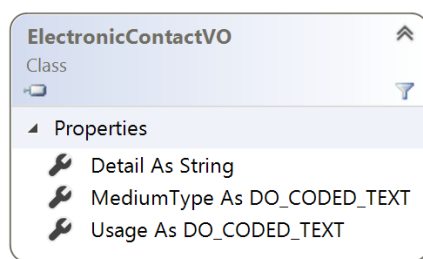 ElectronicContactVO
Class
Properties
Detail As String
MediumType As DO_CODED_TEXT
Usage As DO_CODED_TEXT